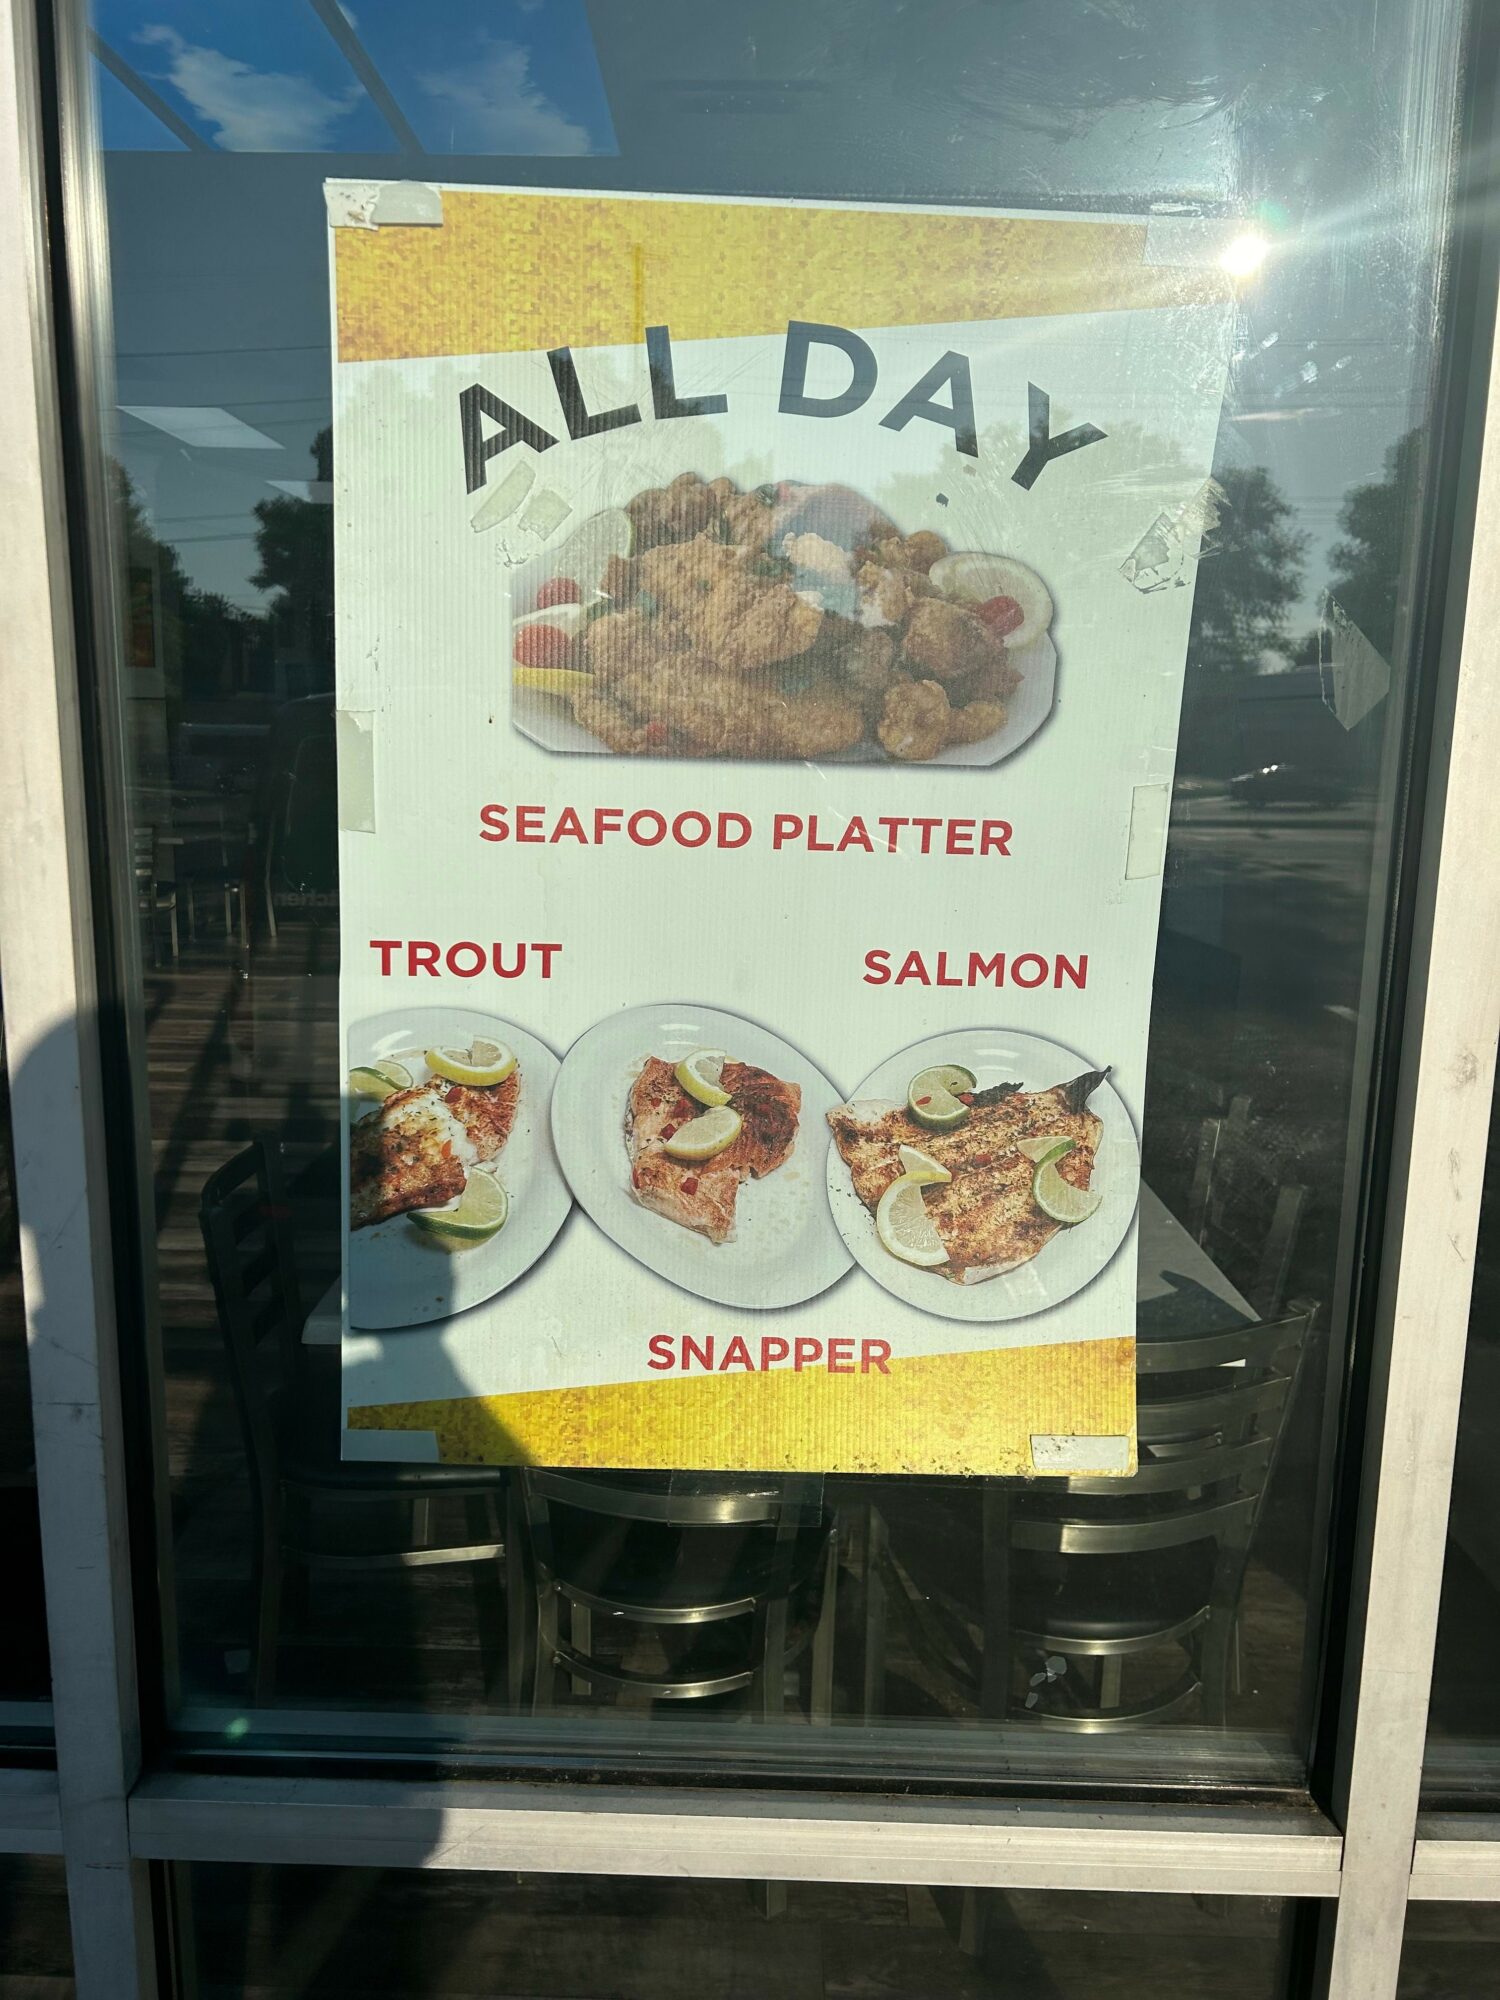 ALL DAY
SEAFOOD PLATTER
TROUT
SALMON
SNAPPER